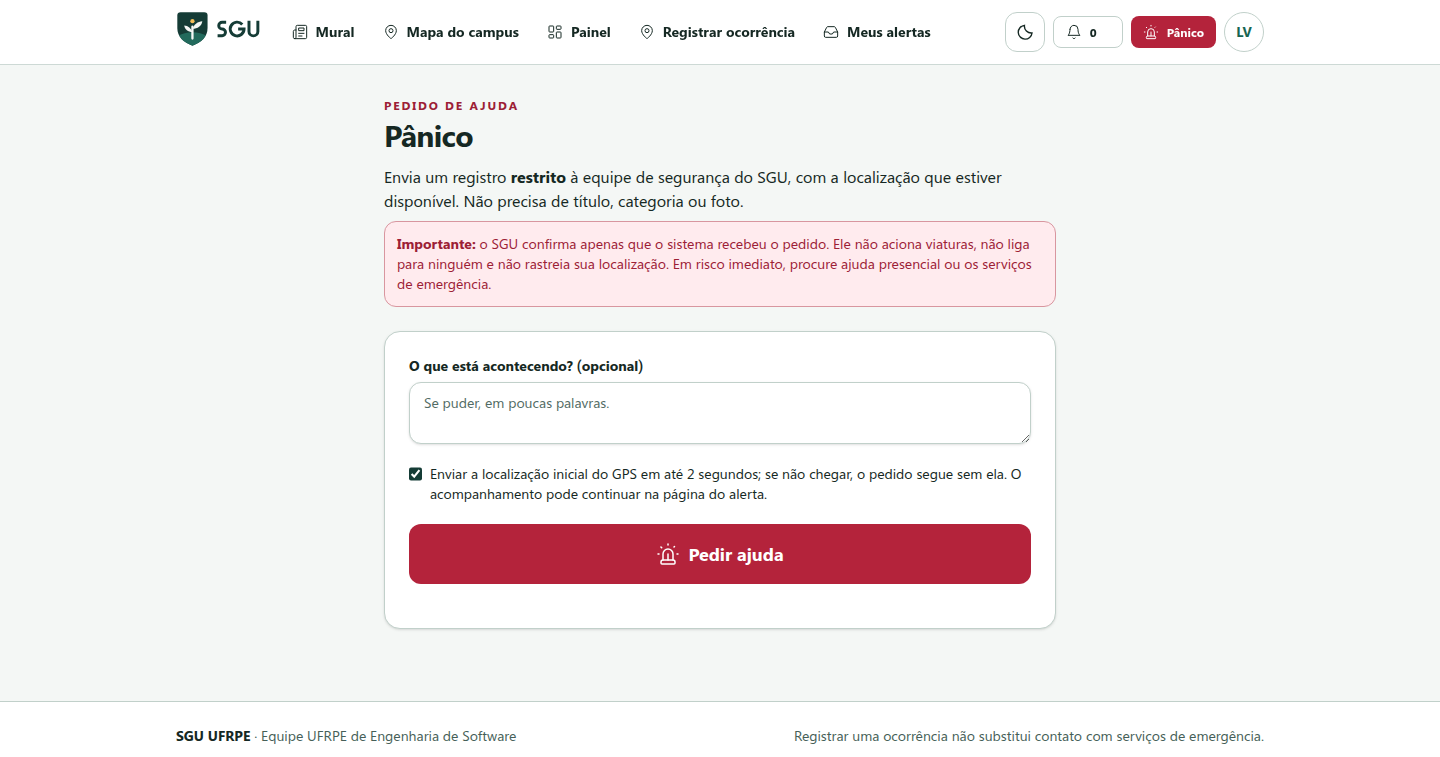 SGU
Mural
Mapa do campus
Painel
Registrar ocorrência
Meus alertas
0
Pânico
LV
PEDIDO DE AJUDA
Pânico
Envia um registro restrito à equipe de segurança do SGU, com a localização que estiver
disponível. Não precisa de título, categoria ou foto.
Importante: o SGU confirma apenas que o sistema recebeu o pedido. Ele não aciona viaturas, não liga
para ninguém e não rastreia sua localização. Em risco imediato, procure ajuda presencial ou os serviços
de emergência.
O que está acontecendo? (opcional)
Se puder, em poucas palavras.
Enviar a localização inicial do GPS em até 2 segundos; se não chegar, o pedido segue sem ela. O
acompanhamento pode continuar na página do alerta.
Pedir ajuda
SGU UFRPE · Equipe UFRPE de Engenharia de Software
Registrar uma ocorrência não substitui contato com serviços de emergência.